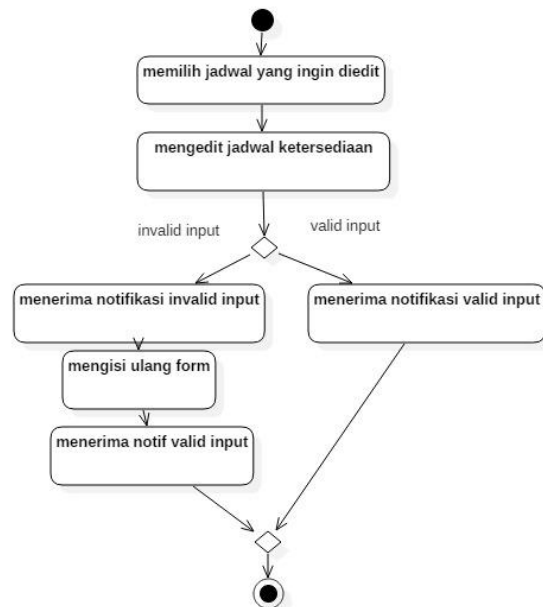 memilih jadwal yang ingin diedit
mengedit jadwal ketersediaan
invalid input
valid input
menerima notifikasi invalid input
menerima notifikasi valid input
mengisi ulang form
menerima notif valid input